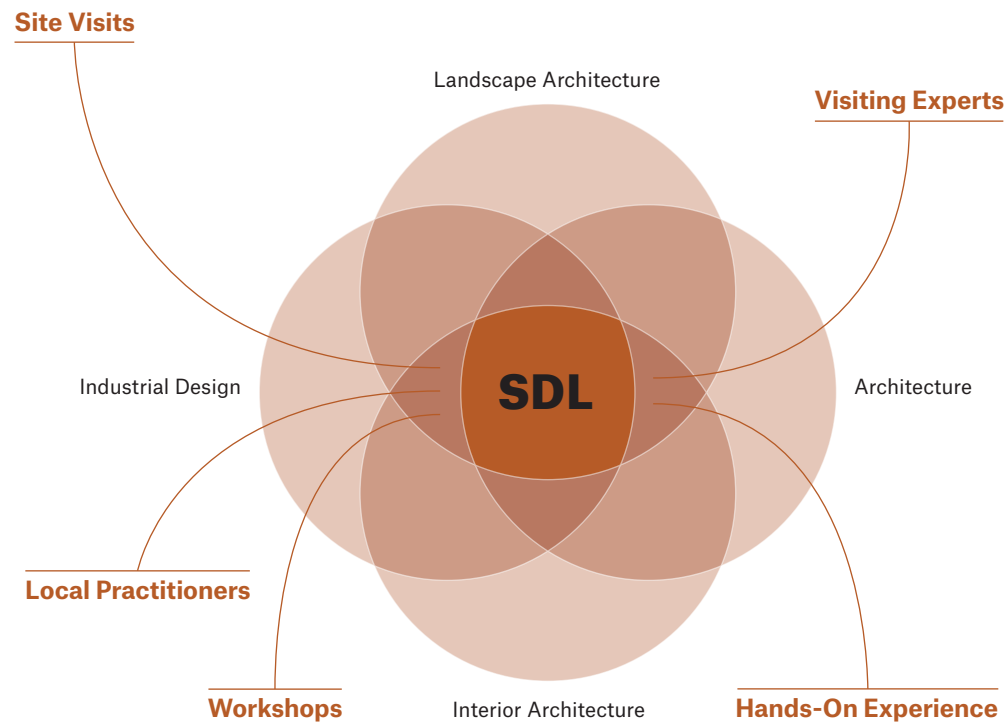 Site Visits
Landscape Architecture
Visiting Experts
Industrial Design
SDL
Architecture
Local Practitioners
Workshops
Interior Architecture
Hands-On Experience